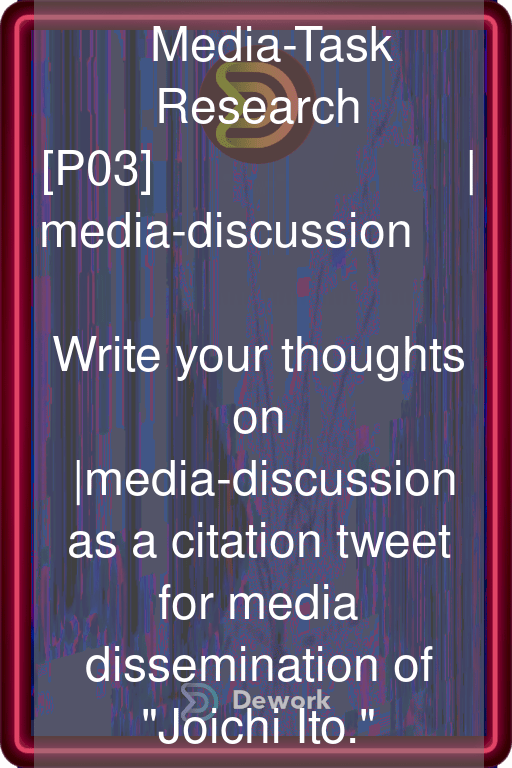 Media-Task
Research
[P03] |
media-discussion
Write your thoughts
on
|media-discussion
as a citation tweet
for media
dissemination of
Dework
"Joichi Ito."